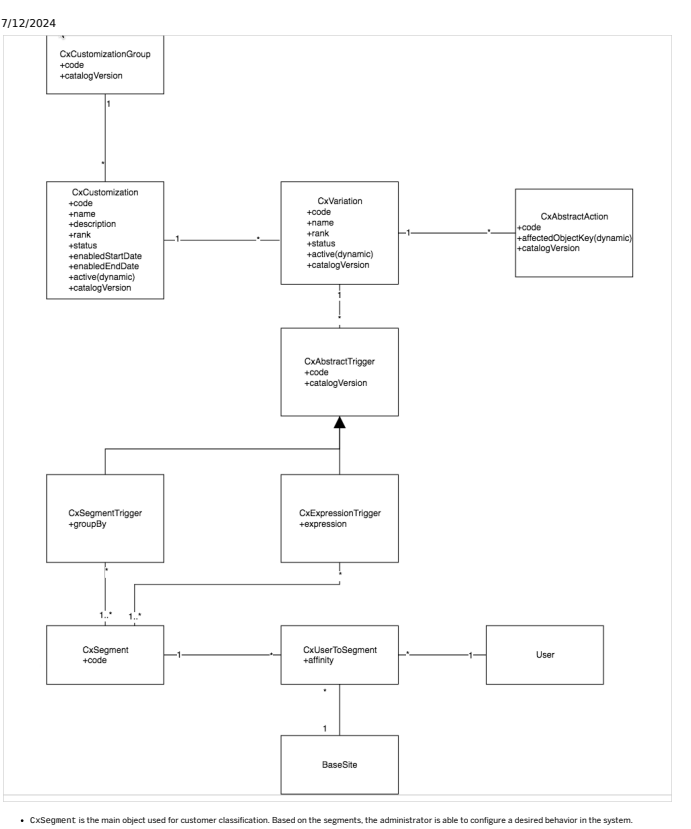 7/12/2024
CxCustomizationGroup
+code
+catalogVersion
1
*
CxCustomization
+code
+name
+description
+rank
+status
+enabledStartDate
+enabledEndDate
+active(dynamic)
+catalogVersion
1
*
CxVariation
+code
+name
+rank
+status
+active(dynamic)
+catalogVersion
1
*
CxAbstractAction
+code
+affectedObjectKey(dynamic)
+catalogVersion
1
*
CxAbstractTrigger
+code
+catalogVersion
CxSegmentTrigger
+groupBy
CxExpressionTrigger
+expression
*
*
1..*
1..*
CxSegment
+code
1
*
CxUserToSegment
+affinity
*
1
User
*
1
BaseSite
• CxSegment is the main object used for customer classification. Based on the segments, the administrator is able to configure a desired behavior in the system.